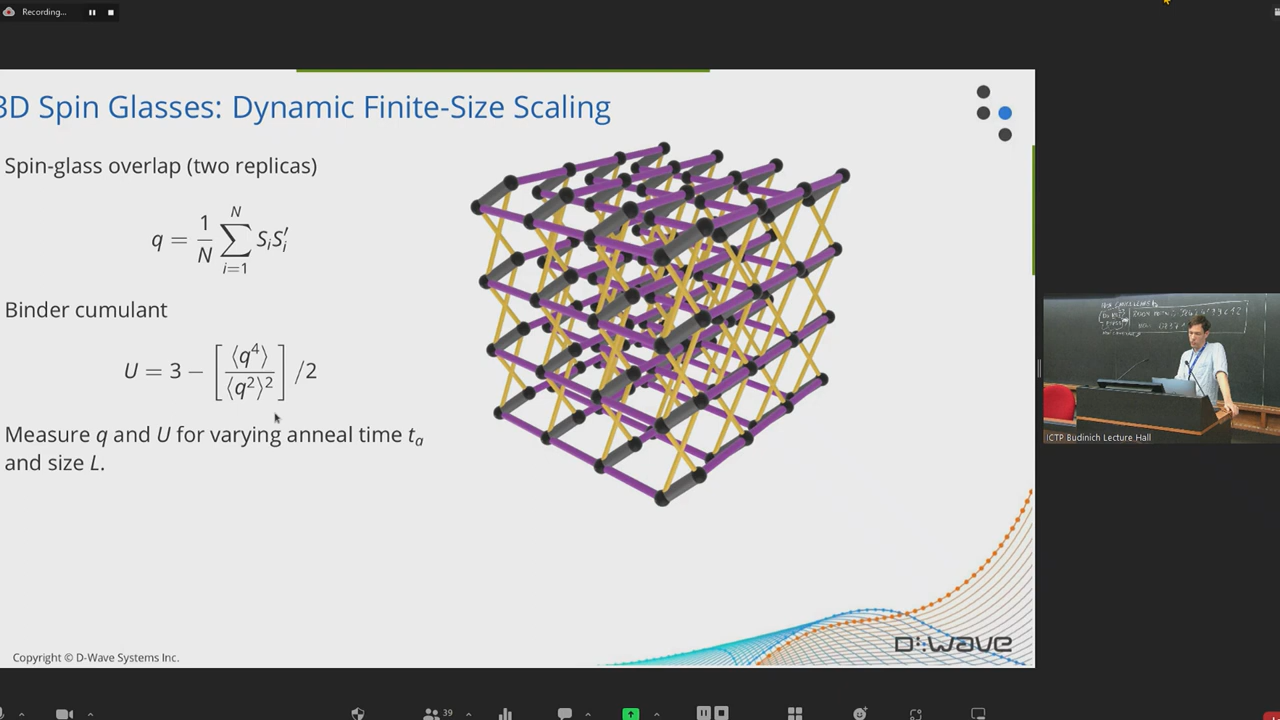 Recording...
3D Spin Glasses: Dynamic Finite-Size Scaling
Spin-glass overlap (two replicas)
q = 1/N ∑_{i=1}^{N} S_i S′_i
Binder cumulant
U = 3 − [⟨q⁴⟩/⟨q²⟩²] /2
Measure q and U for varying anneal time t_a
and size L.
ICTP Budinich Lecture Hall
D:wave
Copyright © D-Wave Systems Inc.
39